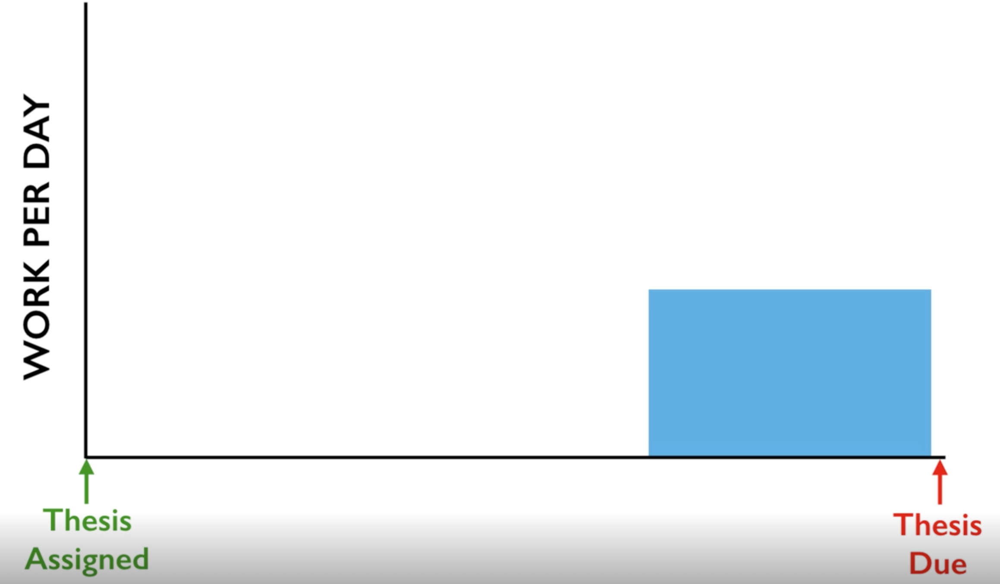 WORK PER DAY
Thesis
Assigned
Thesis
Due